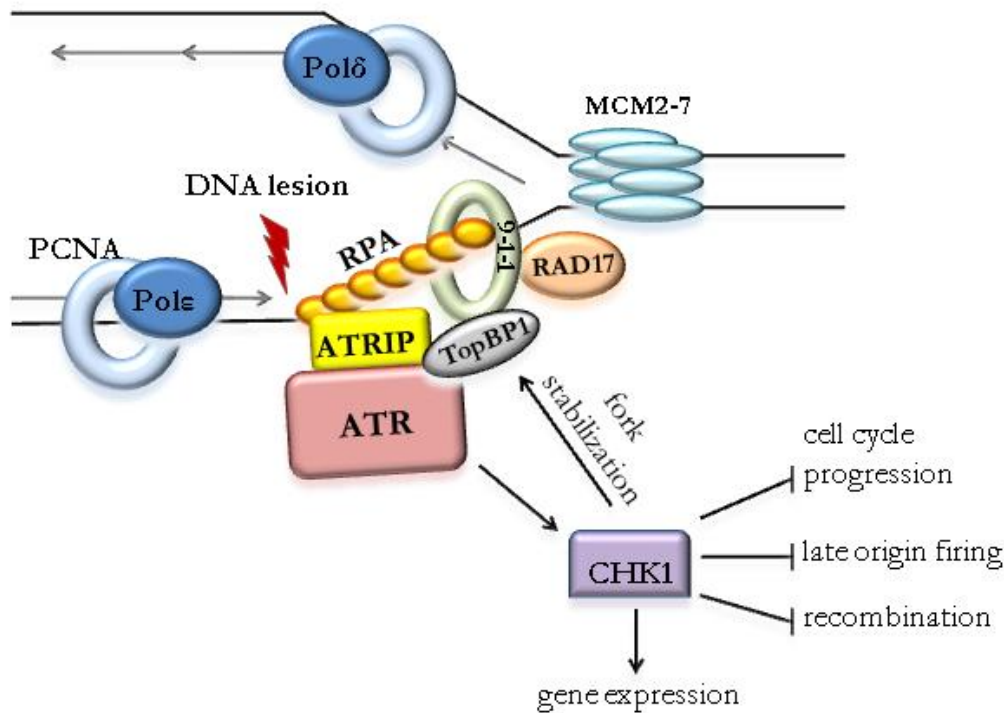 Polδ
MCM2-7
DNA lesion
PCNA
RPA
9-1-1
RAD17
Polε
ATRIP
TopBP1
ATR
fork
stabilization
cell cycle
progression
CHK1
late origin firing
recombination
gene expression